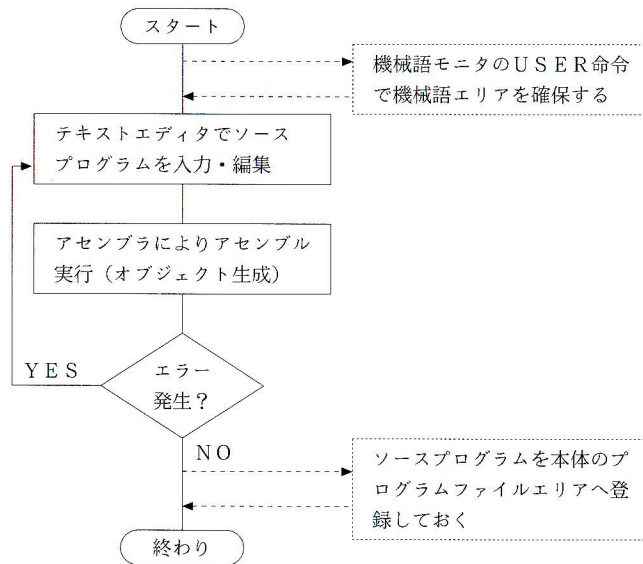 スタート
機械語モニタのＵＳＥＲ命令
で機械語エリアを確保する
テキストエディタでソース
プログラムを入力・編集
アセンブラによりアセンブル
実行（オブジェクト生成）
ＹＥＳ
エラー
発生？
ＮＯ
ソースプログラムを本体のプ
ログラムファイルエリアへ登
録しておく
終わり